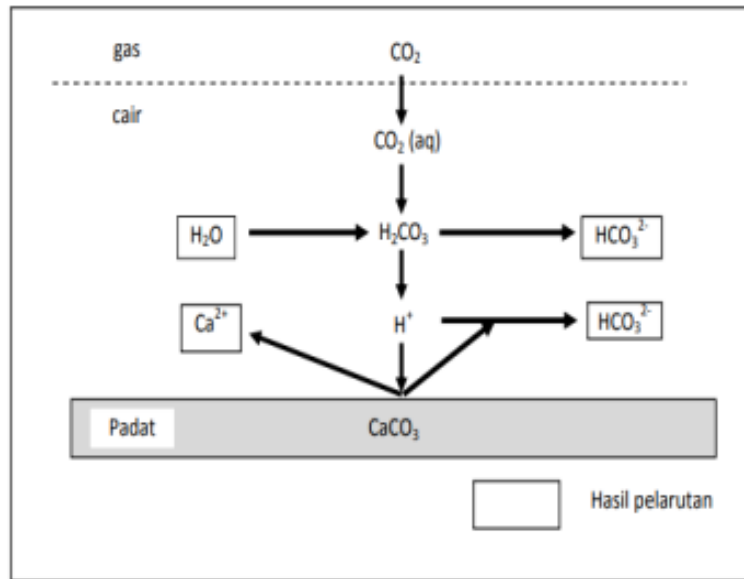 gas CO₂
cair
CO₂ (aq)
H₂O H₂CO₃ HCO₃²⁻
Ca²⁺ H⁺ HCO₃²⁻
Padat CaCO₃
Hasil pelarutan